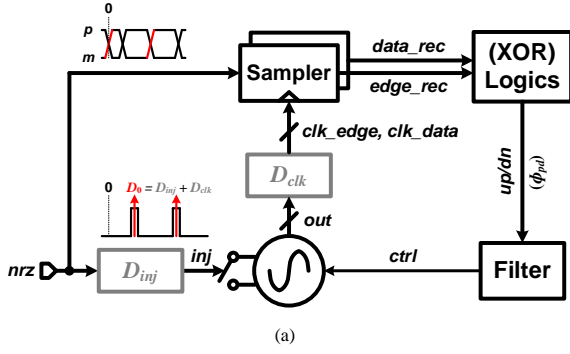 0
p
m
Sampler
data_rec
edge_rec
(XOR)
Logics
clk_edge, clk_data
up/dn
(ϕpd)
Dclk
0
D0 = Dinj + Dclk
out
nrz
Dinj
inj
ctrl
Filter
(a)